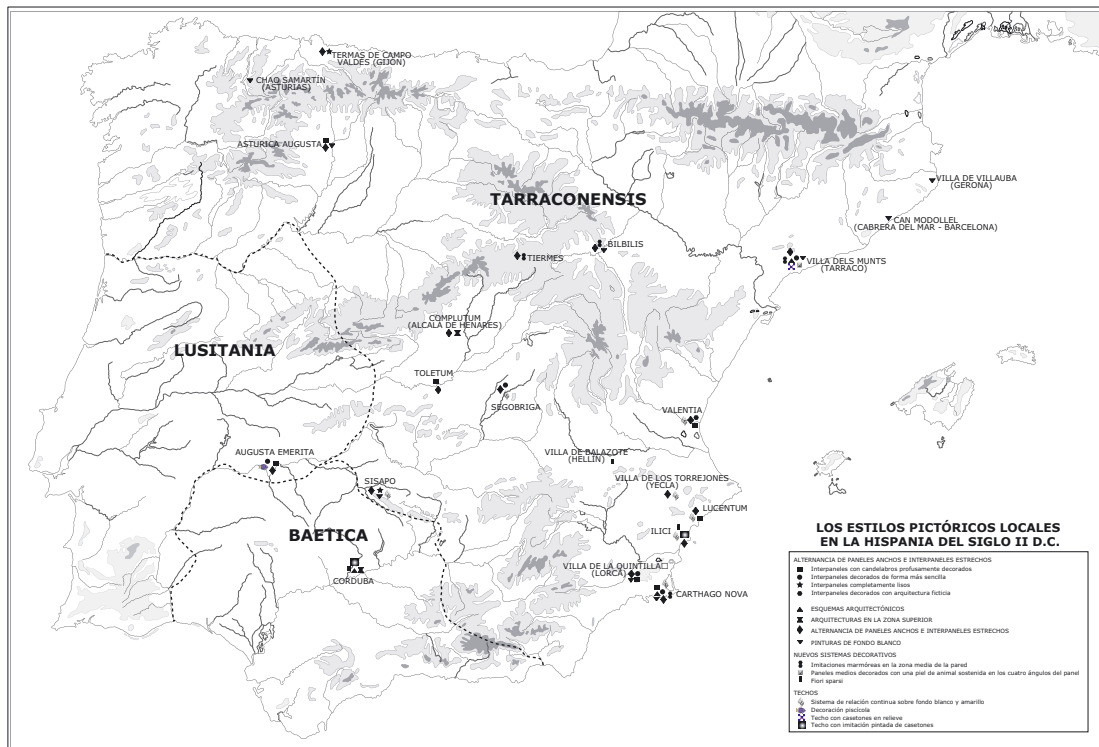 TERMAS DE CAMPO
VALDÉS (GIJÓN)
CHAO SAMARTÍN
(ASTURIAS)
ASTURICA AUGUSTA
VILLA DE VILLAUBA
(GERONA)
TARRACONENSIS
CAN MODOLLEL
(CABRERA DEL MAR - BARCELONA)
BILBILIS
TIERMES
VILLA DELS MUNTS
(TARRACO)
COMPLUTUM
(ALCALÁ DE HENARES)
LUSITANIA
TOLETUM
SEGOBRIGA
VALENTIA
AUGUSTA EMERITA
VILLA DE BALAZOTE
(HELLÍN)
SISAPO
VILLA DE LOS TORREJONES
(YECLA)
LUCENTUM
BAETICA
ILICI
VILLA DE LA QUINTILLA
(LORCA)
CORDUBA
CARTHAGO NOVA
LOS ESTILOS PICTÓRICOS LOCALES
EN LA HISPANIA DEL SIGLO II D.C.
ALTERNANCIA DE PANELES ANCHOS E INTERPANELES ESTRECHOS
Interpaneles con candelabros profusamente decorados
Interpaneles decorados de forma más sencilla
Interpaneles completamente lisos
Interpaneles decorados con arquitectura ficticia
ESQUEMAS ARQUITECTÓNICOS
ARQUITECTURAS EN LA ZONA SUPERIOR
ALTERNANCIA DE PANELES ANCHOS E INTERPANELES ESTRECHOS
PINTURAS DE FONDO BLANCO
NUEVOS SISTEMAS DECORATIVOS
Imitaciones marmóreas en la zona media de la pared
Paneles medios decorados con una piel de animal sostenida en los cuatro ángulos del panel
Fiori sparsi
TECHOS
Sistema de relación continua sobre fondo blanco y amarillo
Decoración piscícola
Techo con casetones en relieve
Techo con imitación pintada de casetones